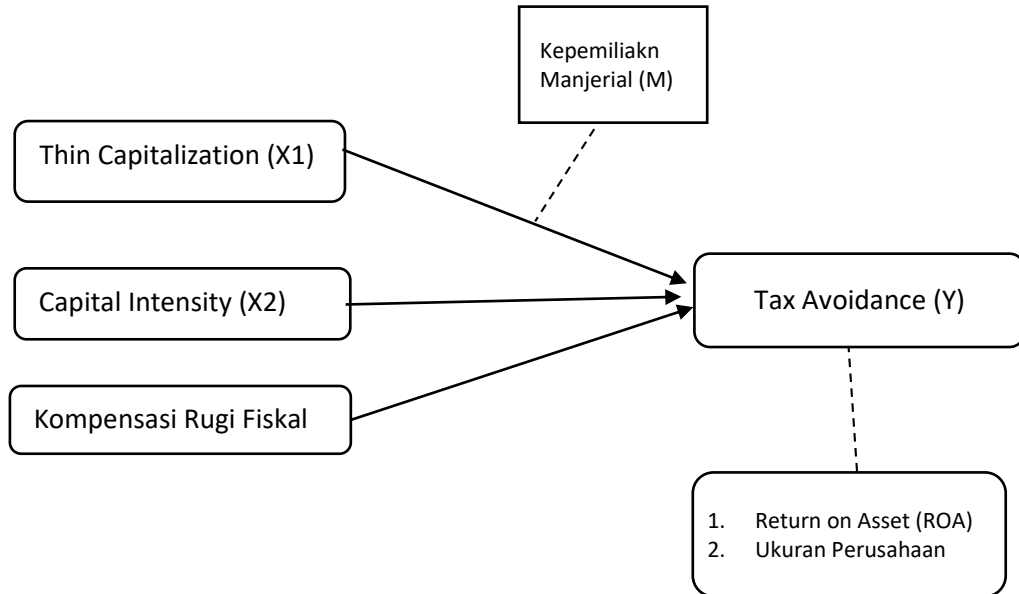 Kepemiliakn
Manjerial (M)
Thin Capitalization (X1)
Capital Intensity (X2)
Tax Avoidance (Y)
Kompensasi Rugi Fiskal
1. Return on Asset (ROA)
2. Ukuran Perusahaan